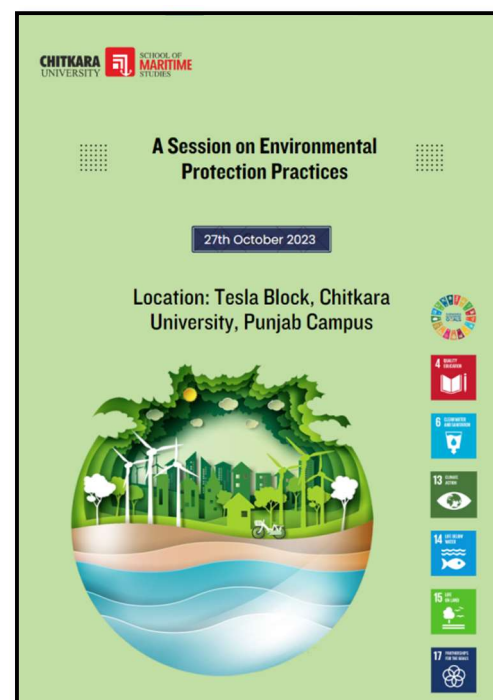 CHITKARA
UNIVERSITY
SCHOOL OF
MARITIME
STUDIES
A Session on Environmental
Protection Practices
27th October 2023
Location: Tesla Block, Chitkara
University, Punjab Campus
4 QUALITY
EDUCATION
6 CLEAN WATER
AND SANITATION
13 CLIMATE
ACTION
14 LIFE BELOW
WATER
15 LIFE
ON LAND
17 PARTNERSHIPS
FOR THE GOALS